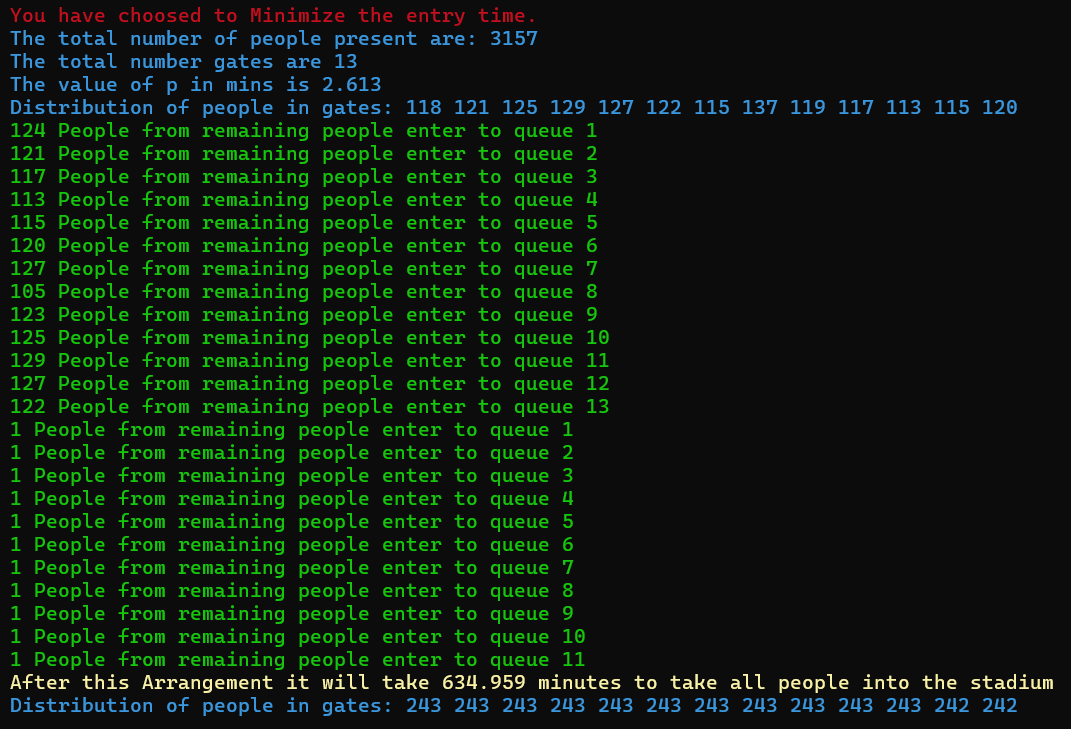 You have choosed to Minimize the entry time.
The total number of people present are: 3157
The total number gates are 13
The value of p in mins is 2.613
Distribution of people in gates: 118 121 125 129 127 122 115 137 119 117 113 115 120
124 People from remaining people enter to queue 1
121 People from remaining people enter to queue 2
117 People from remaining people enter to queue 3
113 People from remaining people enter to queue 4
115 People from remaining people enter to queue 5
120 People from remaining people enter to queue 6
127 People from remaining people enter to queue 7
105 People from remaining people enter to queue 8
123 People from remaining people enter to queue 9
125 People from remaining people enter to queue 10
129 People from remaining people enter to queue 11
127 People from remaining people enter to queue 12
122 People from remaining people enter to queue 13
1 People from remaining people enter to queue 1
1 People from remaining people enter to queue 2
1 People from remaining people enter to queue 3
1 People from remaining people enter to queue 4
1 People from remaining people enter to queue 5
1 People from remaining people enter to queue 6
1 People from remaining people enter to queue 7
1 People from remaining people enter to queue 8
1 People from remaining people enter to queue 9
1 People from remaining people enter to queue 10
1 People from remaining people enter to queue 11
After this Arrangement it will take 634.959 minutes to take all people into the stadium
Distribution of people in gates: 243 243 243 243 243 243 243 243 243 243 243 242 242